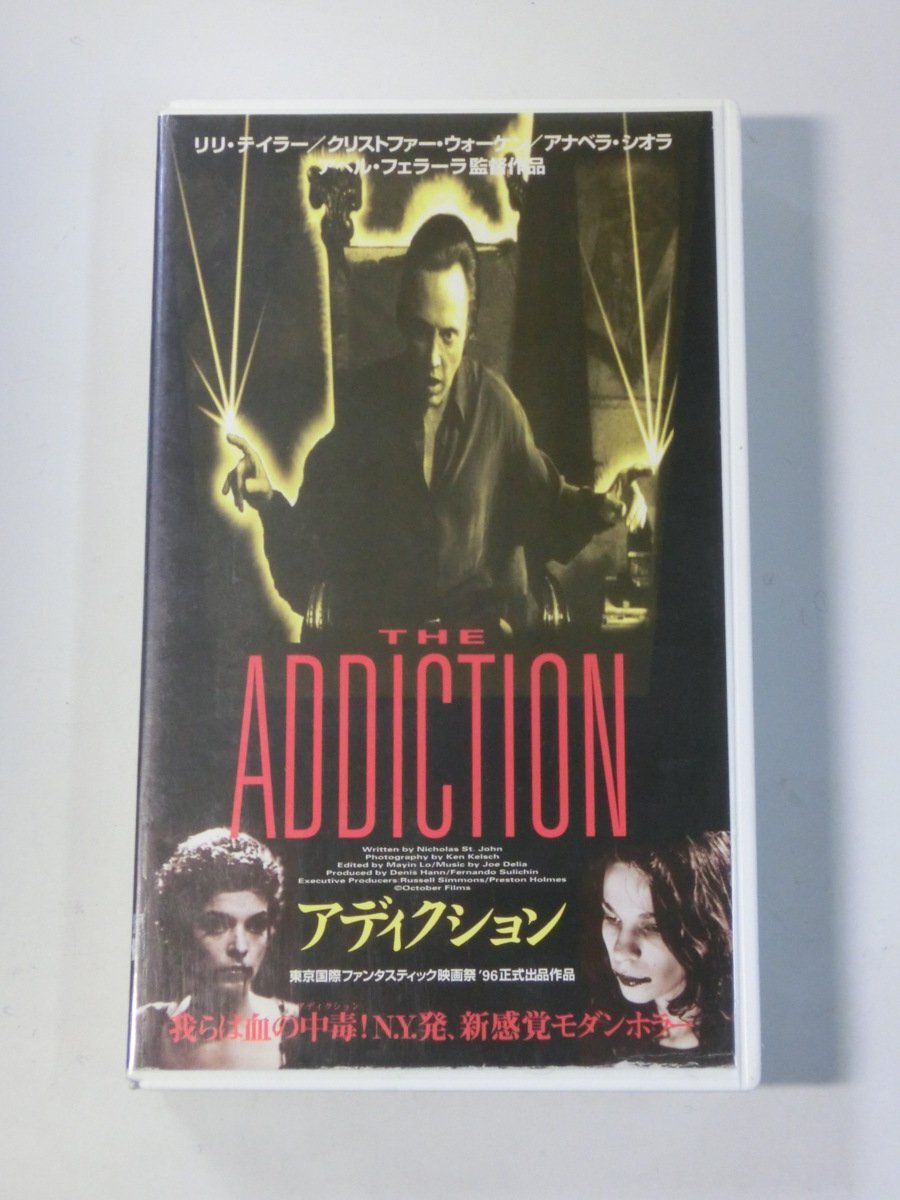 リリ・テイラー／クリストファー・ウォーケン／アナベラ・シオラ
アベル・フェラーラ監督作品
THE
ADDICTION
Written by Nicholas St. John
Photography by Ken Kelsch
Edited by Mayin Lo/Music by Joe Delia
Produced by Denis Hann/Fernando Sulichin
Executive Producers:Russell Simmons/Preston Holmes
©October Films
アディクション
東京国際ファンタスティック映画祭'96正式出品作品
アディクション
我らは血の中毒!N.Y.発、新感覚モダンホラー